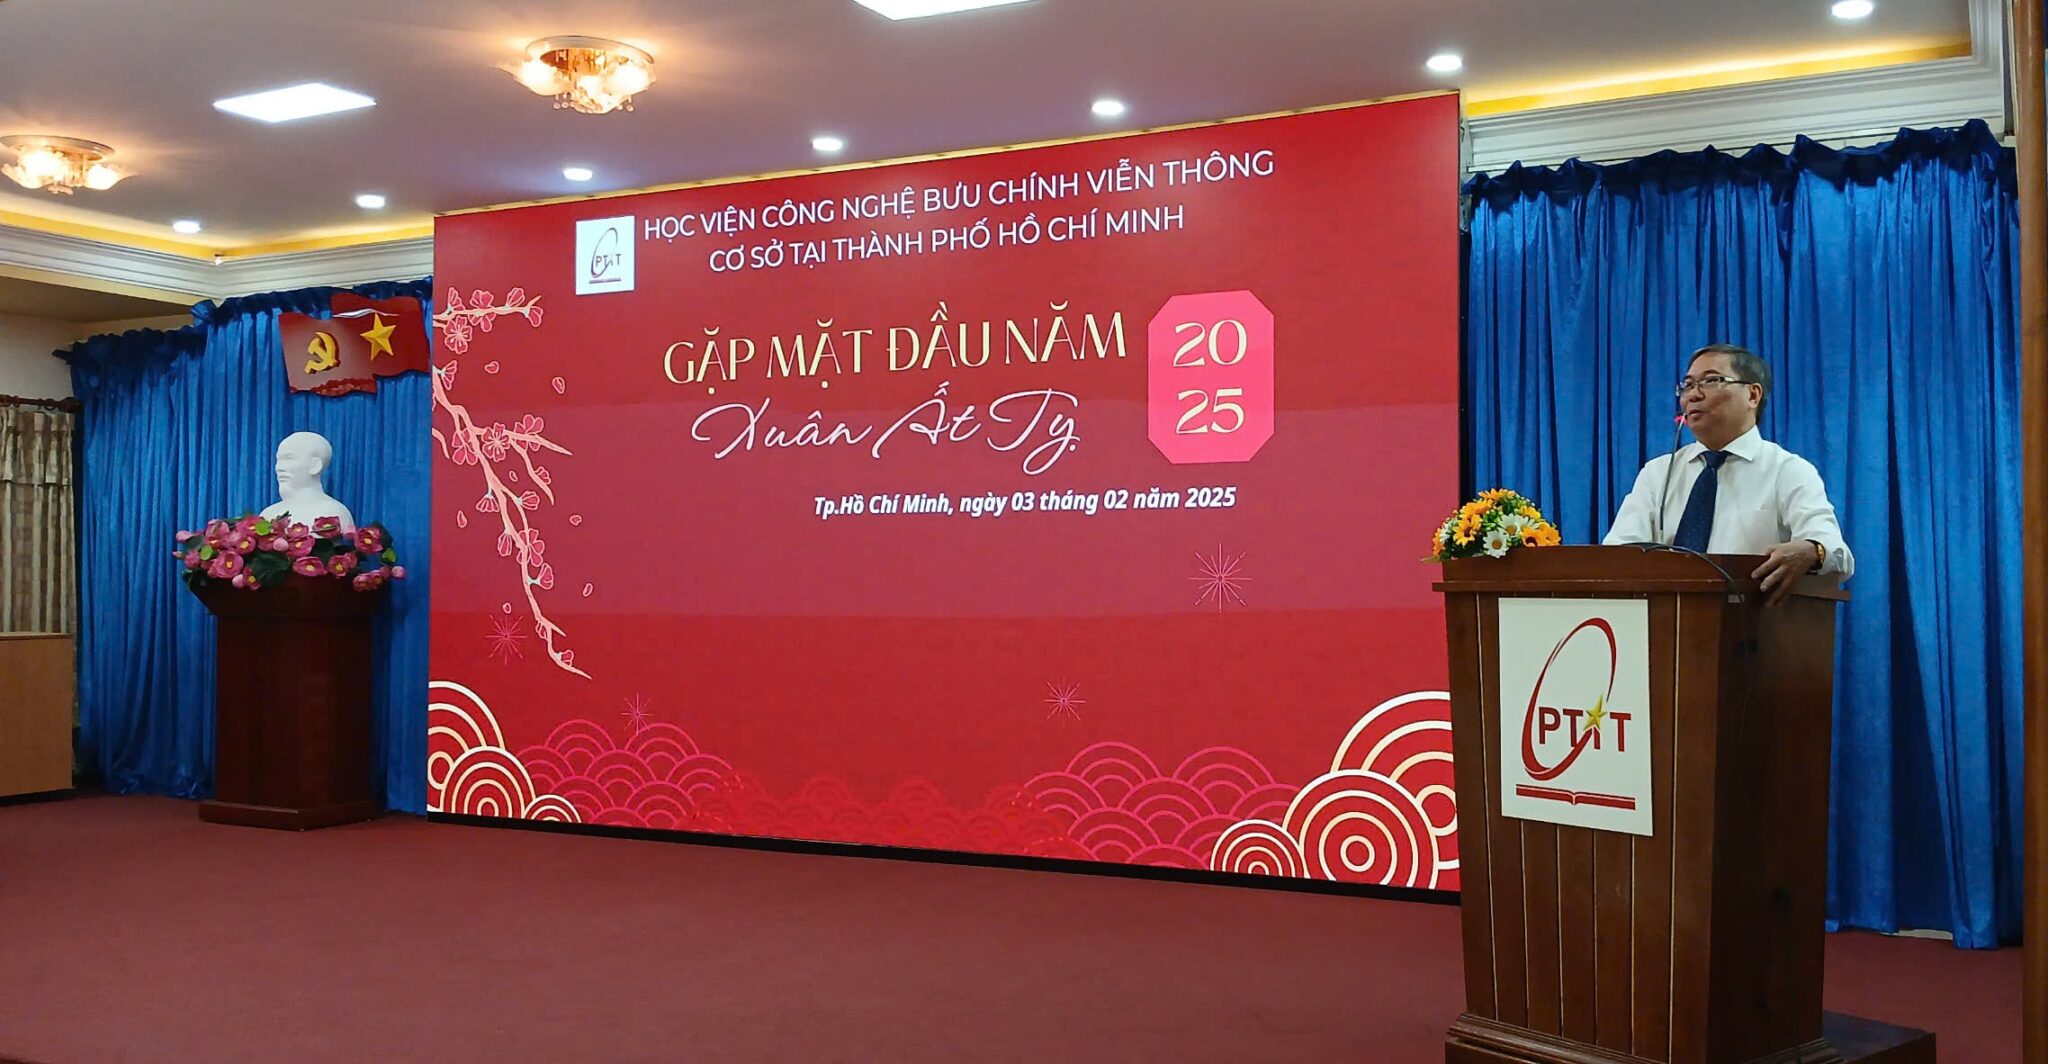 HỌC VIỆN CÔNG NGHỆ BƯU CHÍNH VIỄN THÔNG
CƠ SỞ TẠI THÀNH PHỐ HỒ CHÍ MINH
PTIT
GẶP MẶT ĐẦU NĂM
20
25
Xuân Ất Tỵ
Tp.Hồ Chí Minh, ngày 03 tháng 02 năm 2025
PTIT